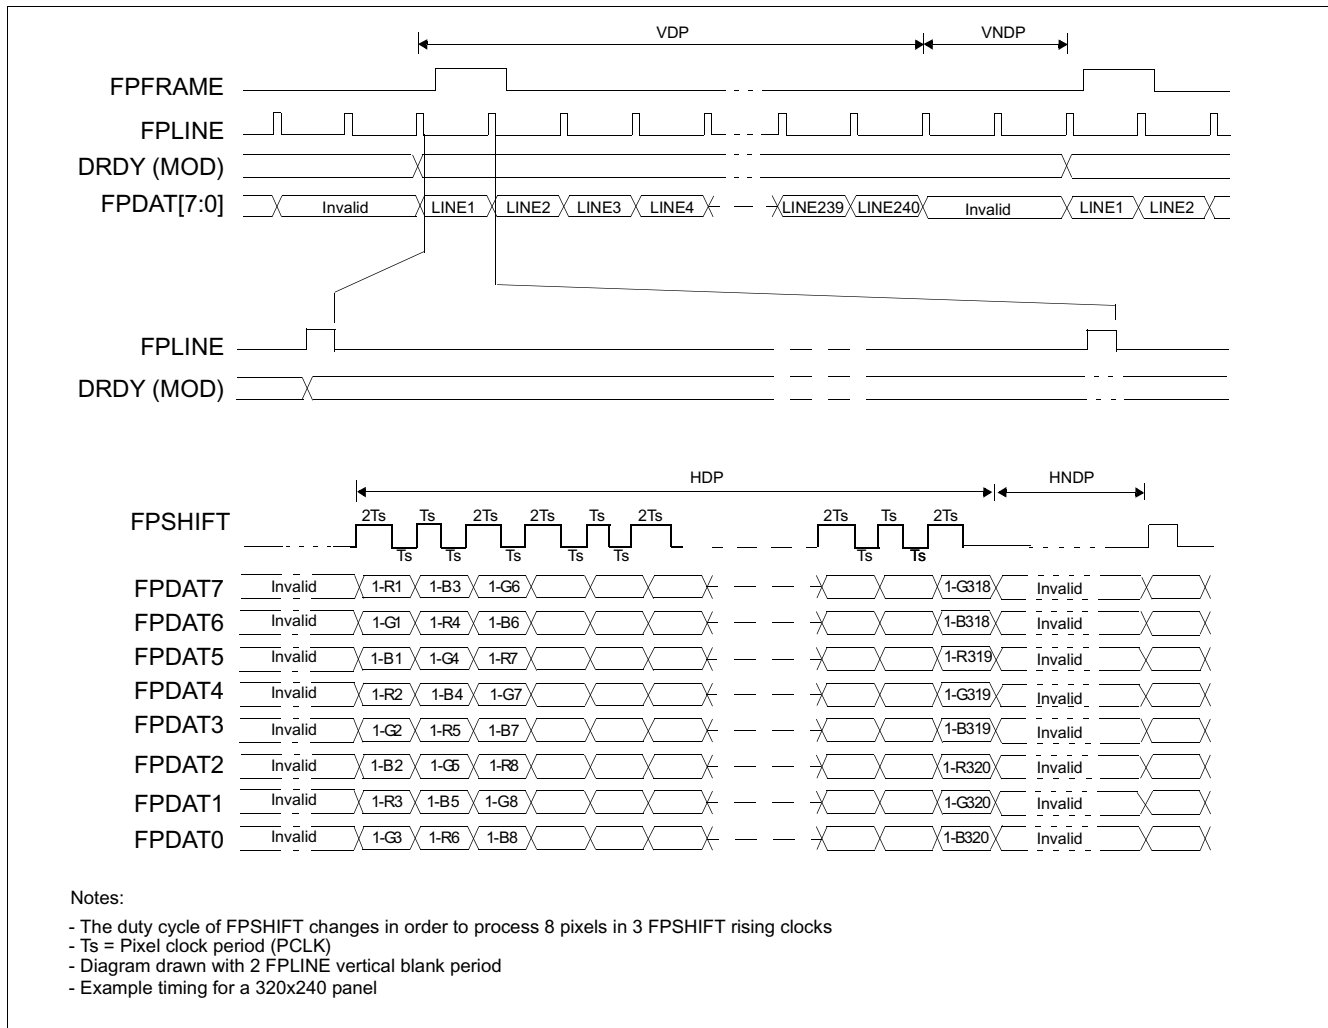 VDP VNDP
FPFRAME
FPLINE
DRDY (MOD)
FPDAT[7:0] Invalid LINE1 LINE2 LINE3 LINE4 LINE239 LINE240 Invalid LINE1 LINE2
FPLINE
DRDY (MOD)
HDP HNDP
2Ts Ts 2Ts 2Ts Ts 2Ts 2Ts Ts 2Ts
FPSHIFT
Ts Ts Ts Ts Ts Ts Ts
FPDAT7 Invalid 1-R1 1-B3 1-G6 1-G318 Invalid
FPDAT6 Invalid 1-G1 1-R4 1-B6 1-B318 Invalid
FPDAT5 Invalid 1-B1 1-G4 1-R7 1-R319 Invalid
FPDAT4 Invalid 1-R2 1-B4 1-G7 1-G319 Invalid
FPDAT3 Invalid 1-G2 1-R5 1-B7 1-B319 Invalid
FPDAT2 Invalid 1-B2 1-G5 1-R8 1-R320 Invalid
FPDAT1 Invalid 1-R3 1-B5 1-G8 1-G320 Invalid
FPDAT0 Invalid 1-G3 1-R6 1-B8 1-B320 Invalid
Notes:
- The duty cycle of FPSHIFT changes in order to process 8 pixels in 3 FPSHIFT rising clocks
- Ts = Pixel clock period (PCLK)
- Diagram drawn with 2 FPLINE vertical blank period
- Example timing for a 320x240 panel